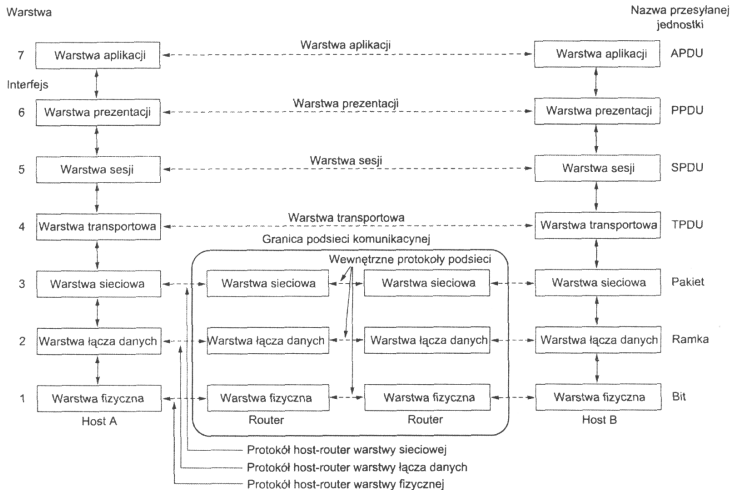 Warstwa
Nazwa przesyłanej
jednostki
7
Warstwa aplikacji
Warstwa aplikacji
Warstwa aplikacji
APDU
Interfejs
6
Warstwa prezentacji
Warstwa prezentacji
Warstwa prezentacji
PPDU
5
Warstwa sesji
Warstwa sesji
Warstwa sesji
SPDU
4
Warstwa transportowa
Warstwa transportowa
Warstwa transportowa
TPDU
Granica podsieci komunikacynej
Wewnętrzne protokoły podsieci
3
Warstwa sieciowa
Warstwa sieciowa
Warstwa sieciowa
Warstwa sieciowa
Pakiet
2
Warstwa łącza danych
Warstwa łącza danych
Warstwa łącza danych
Warstwa łącza danych
Ramka
1
Warstwa fizyczna
Warstwa fizyczna
Warstwa fizyczna
Warstwa fizyczna
Bit
Host A
Router
Router
Host B
Protokół host-router warstwy sieciowej
Protokół host-router warstwy łącza danych
Protokół host-router warstwy fizycznej